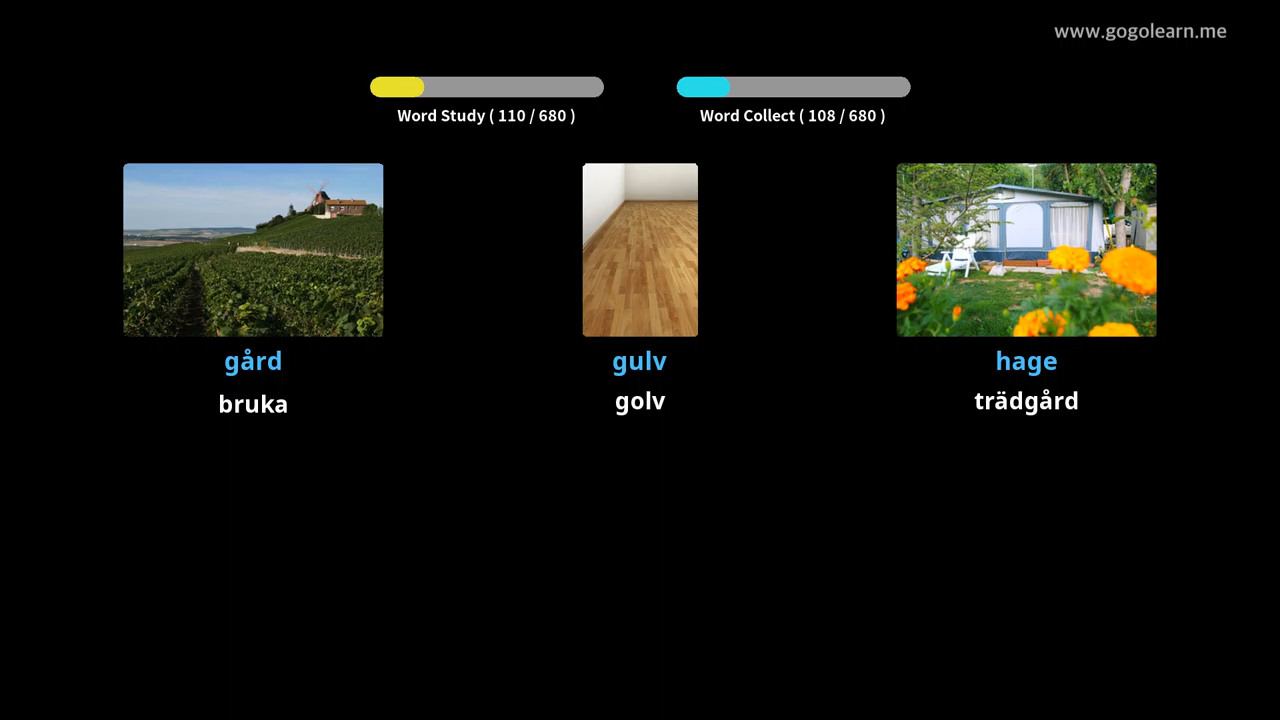 www.gogolearn.me
Word Study ( 110 / 680 )
Word Collect ( 108 / 680 )
gård
gulv
hage
bruka
golv
trädgård